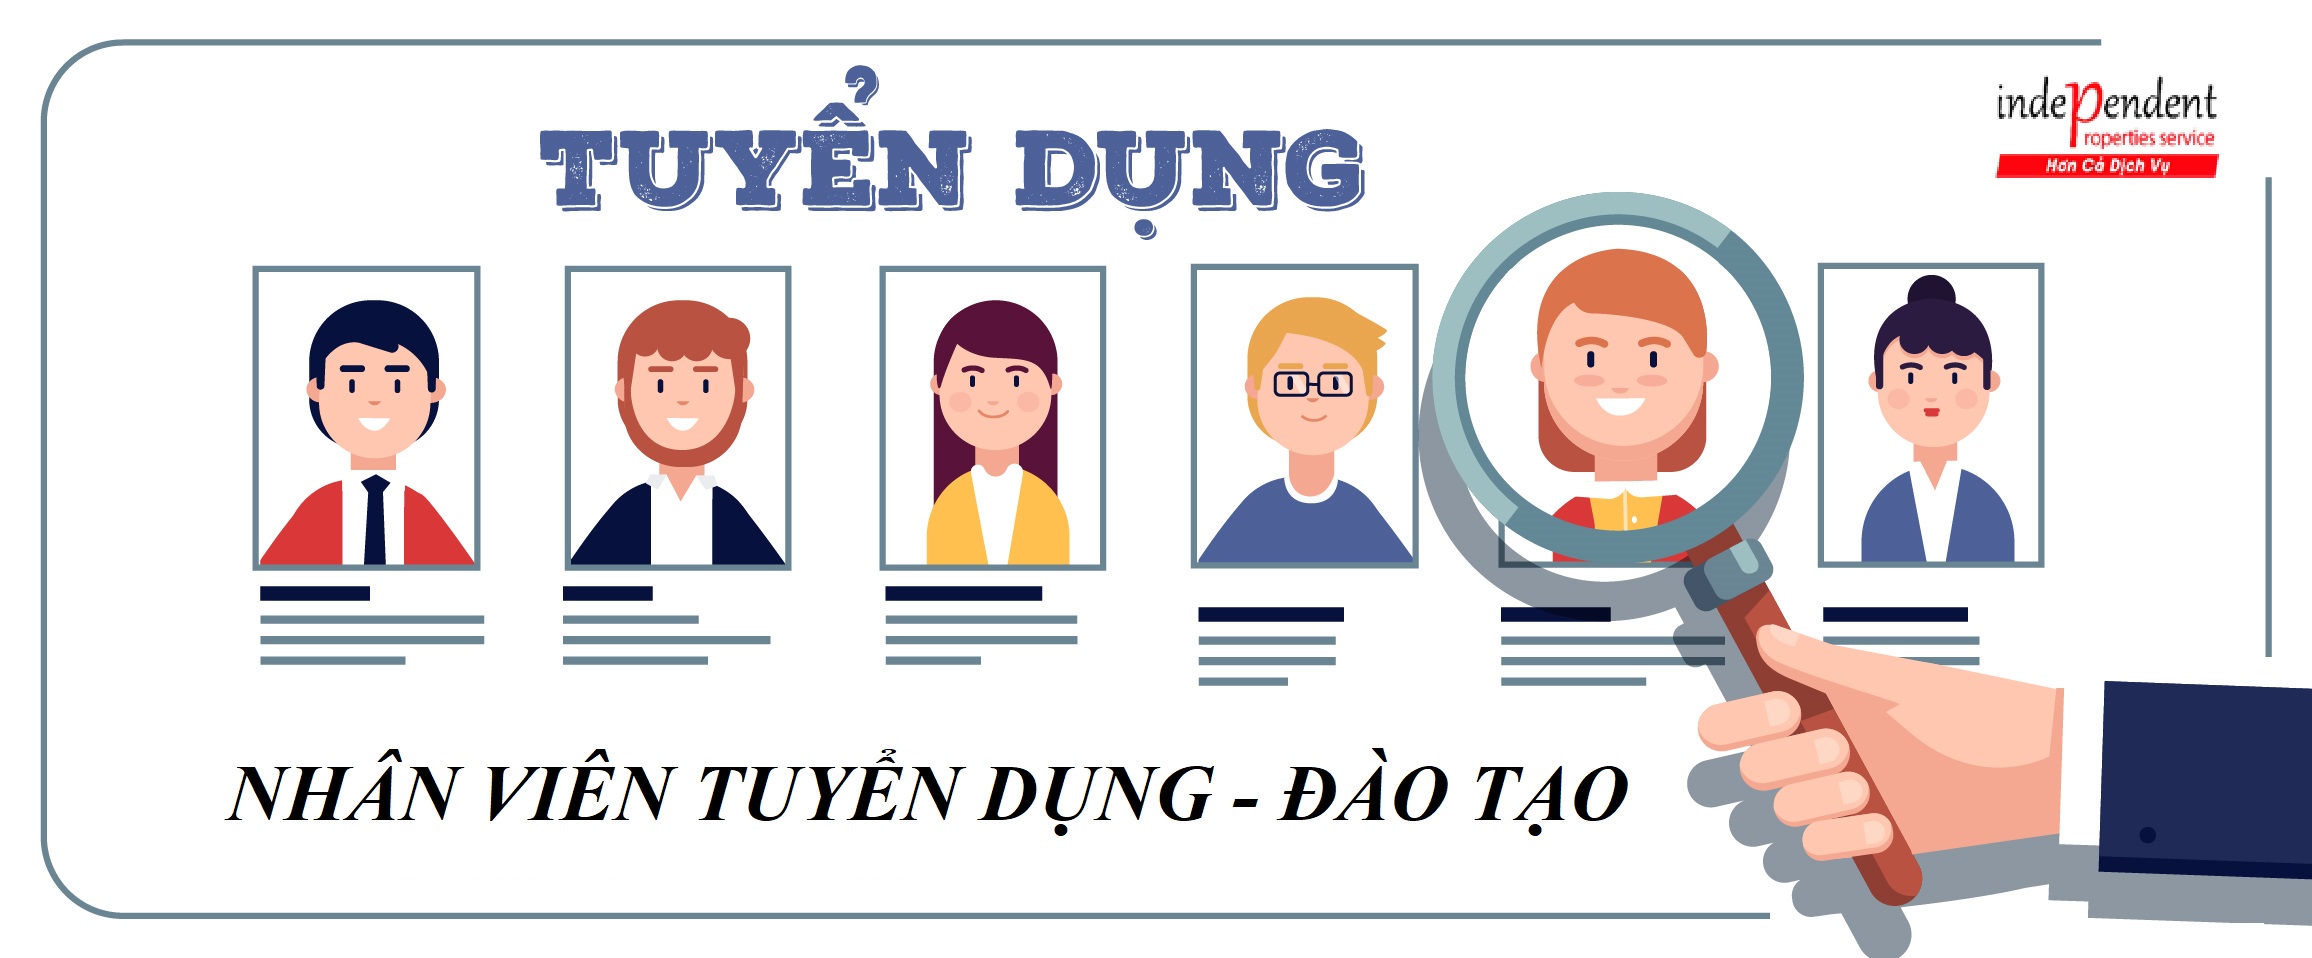 TUYỂN DỤNG
independent
roperties service
Hơn Cả Dịch Vụ
NHÂN VIÊN TUYỂN DỤNG - ĐÀO TẠO